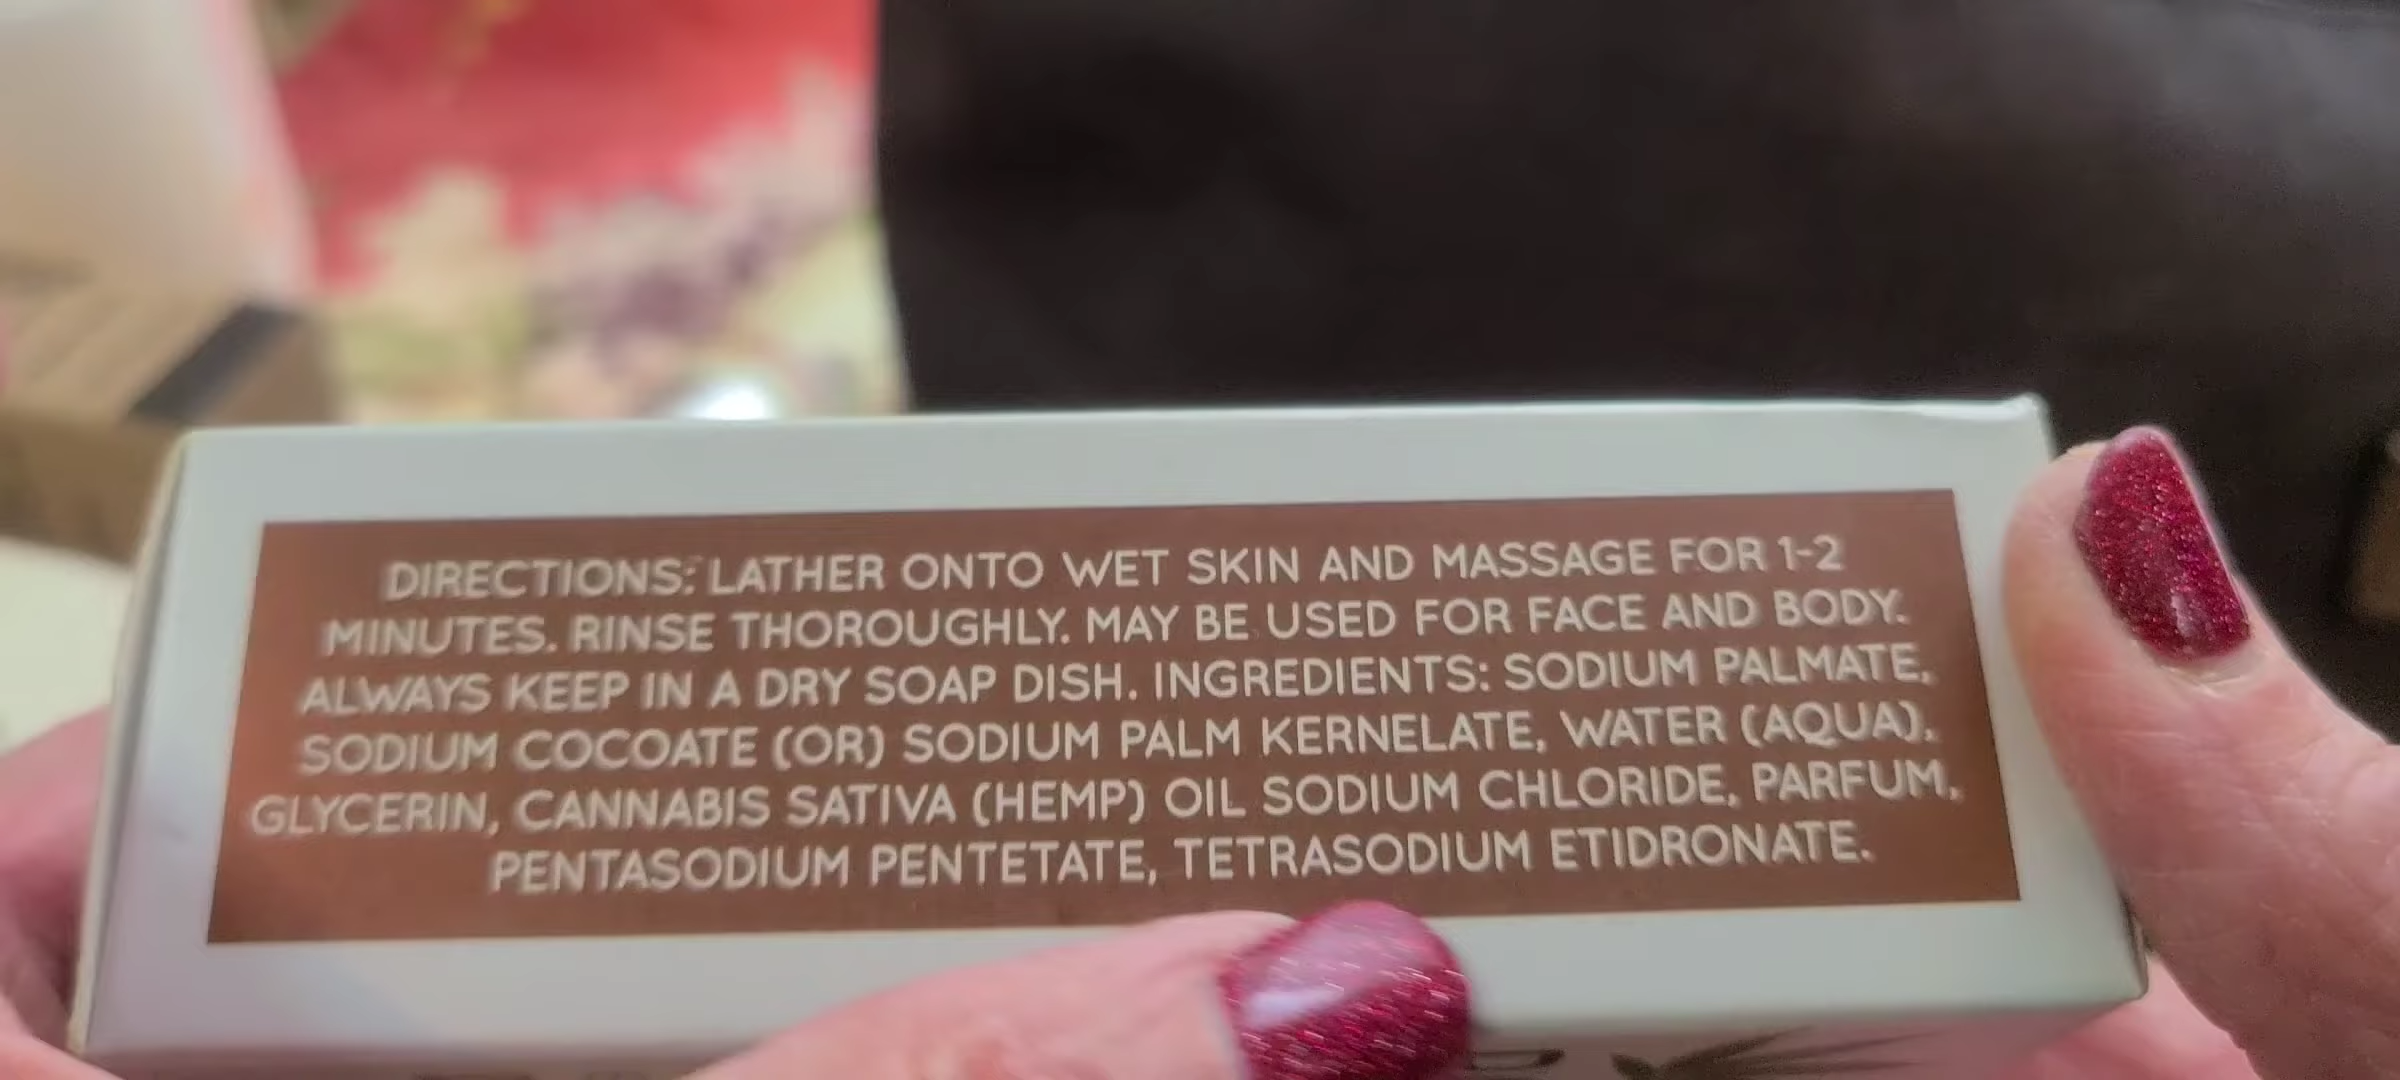 DIRECTIONS: LATHER ONTO WET SKIN AND MASSAGE FOR 1-2
MINUTES. RINSE THOROUGHLY. MAY BE USED FOR FACE AND BODY.
ALWAYS KEEP IN A DRY SOAP DISH. INGREDIENTS: SODIUM PALMATE,
SODIUM COCOATE (OR) SODIUM PALM KERNELATE, WATER (AQUA),
GLYCERIN, CANNABIS SATIVA (HEMP) OIL SODIUM CHLORIDE, PARFUM,
PENTASODIUM PENTETATE, TETRASODIUM ETIDRONATE.